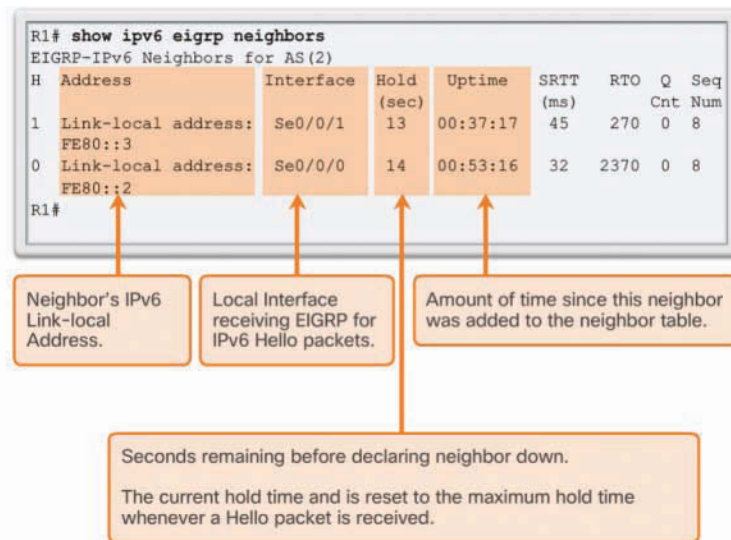 R1# show ipv6 eigrp neighbors
EIGRP-IPv6 Neighbors for AS(2)
H Address Interface Hold Uptime SRTT RTO Q Seq
(sec) (ms) Cnt Num
1 Link-local address: Se0/0/1 13 00:37:17 45 270 0 8
FE80::3
0 Link-local address: Se0/0/0 14 00:53:16 32 2370 0 8
FE80::2
R1#
Neighbor's IPv6
Link-local
Address.
Local Interface
receiving EIGRP for
IPv6 Hello packets.
Amount of time since this neighbor
was added to the neighbor table.
Seconds remaining before declaring neighbor down.
The current hold time and is reset to the maximum hold time
whenever a Hello packet is received.